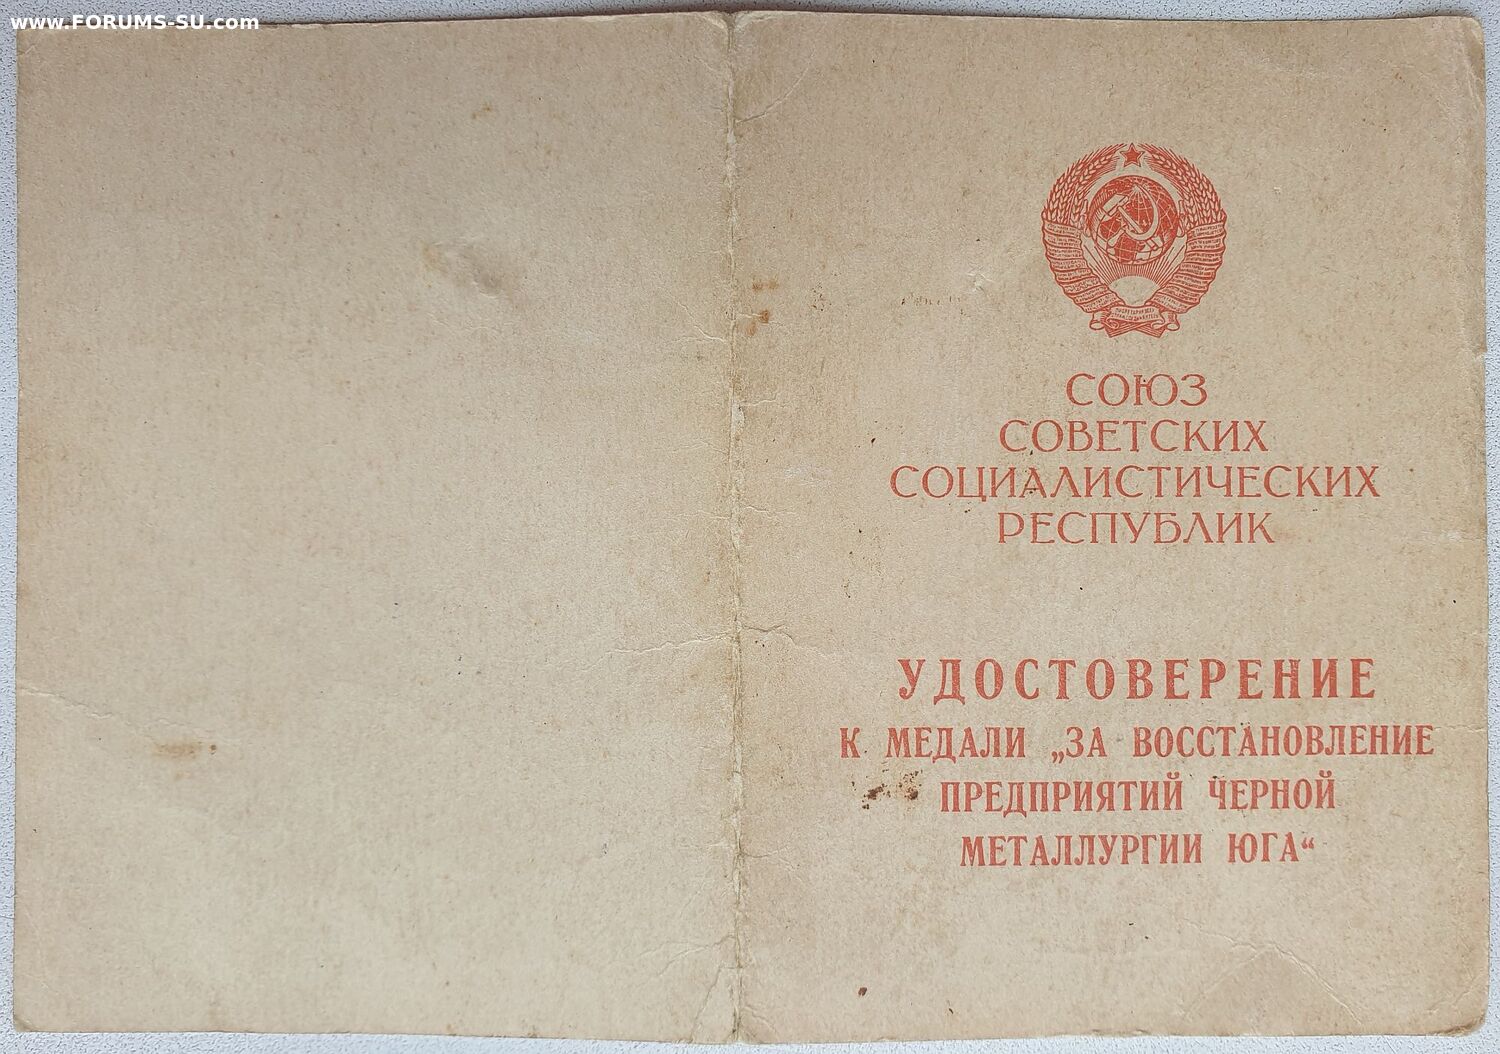 www.FORUMS-SU.com
СОЮЗ
СОВЕТСКИХ
СОЦИАЛИСТИЧЕСКИХ
РЕСПУБЛИК
УДОСТОВЕРЕНИЕ
К МЕДАЛИ „ЗА ВОССТАНОВЛЕНИЕ
ПРЕДПРИЯТИЙ ЧЕРНОЙ
МЕТАЛЛУРГИИ ЮГА“